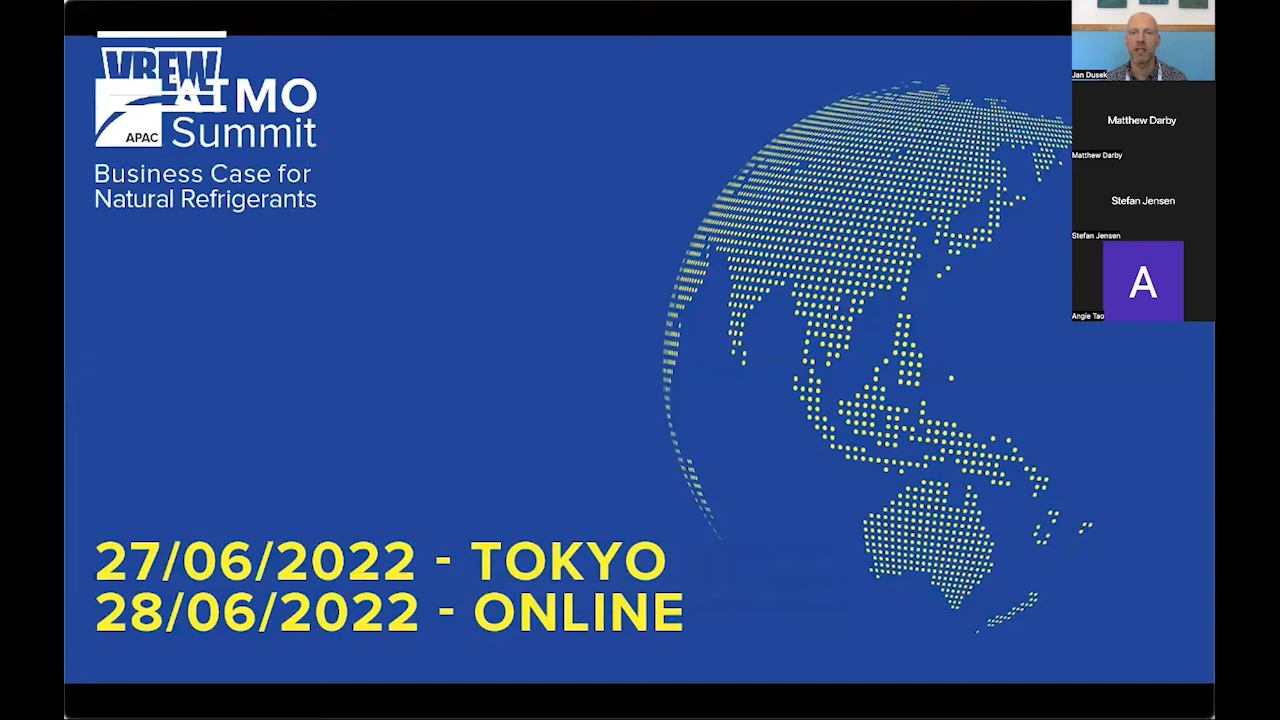 VREW
ATMO
APAC
Summit
Business Case for
Natural Refrigerants
27/06/2022 - TOKYO
28/06/2022 - ONLINE
Jan Dusek
Matthew Darby
Matthew Darby
Stefan Jensen
Stefan Jensen
A
Angie Tao